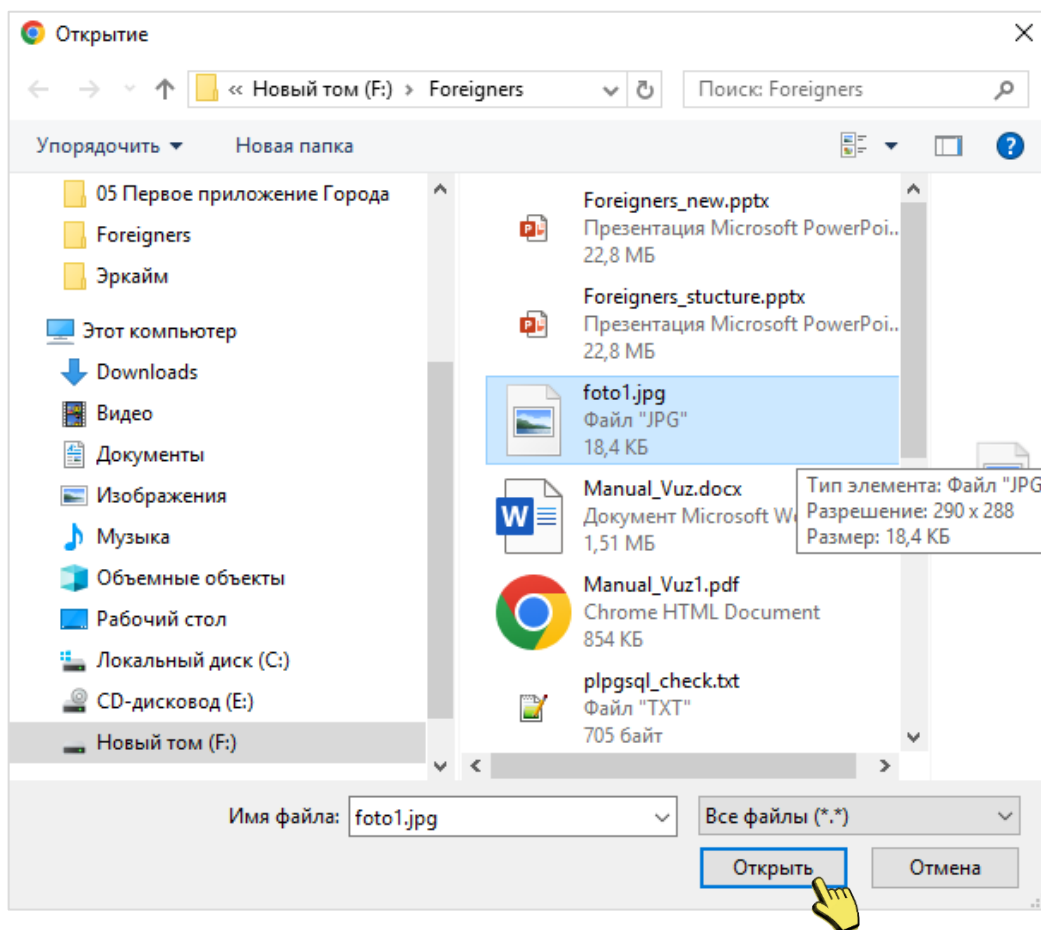 Открытие
« Новый том (F:) › Foreigners
Поиск: Foreigners
Упорядочить
Новая папка
?
05 Первое приложение Города
Foreigners
Эркайм
Этот компьютер
Downloads
Видео
Документы
Изображения
Музыка
Объемные объекты
Рабочий стол
Локальный диск (C:)
CD-дисковод (E:)
Новый том (F:)
Foreigners_new.pptx
Презентация Microsoft PowerPoi...
22,8 МБ
Foreigners_stucture.pptx
Презентация Microsoft PowerPoi...
22,8 МБ
foto1.jpg
Файл "JPG"
18,4 КБ
Manual_Vuz.docx
Документ Microsoft
1,51 МБ
Тип элемента: Файл "JPG
Разрешение: 290 x 288
Размер: 18,4 КБ
Manual_Vuz1.pdf
Chrome HTML Document
854 КБ
plpgsql_check.txt
Файл "TXT"
705 байт
Имя файла: foto1.jpg
Все файлы (*.*)
Открыть
Отмена